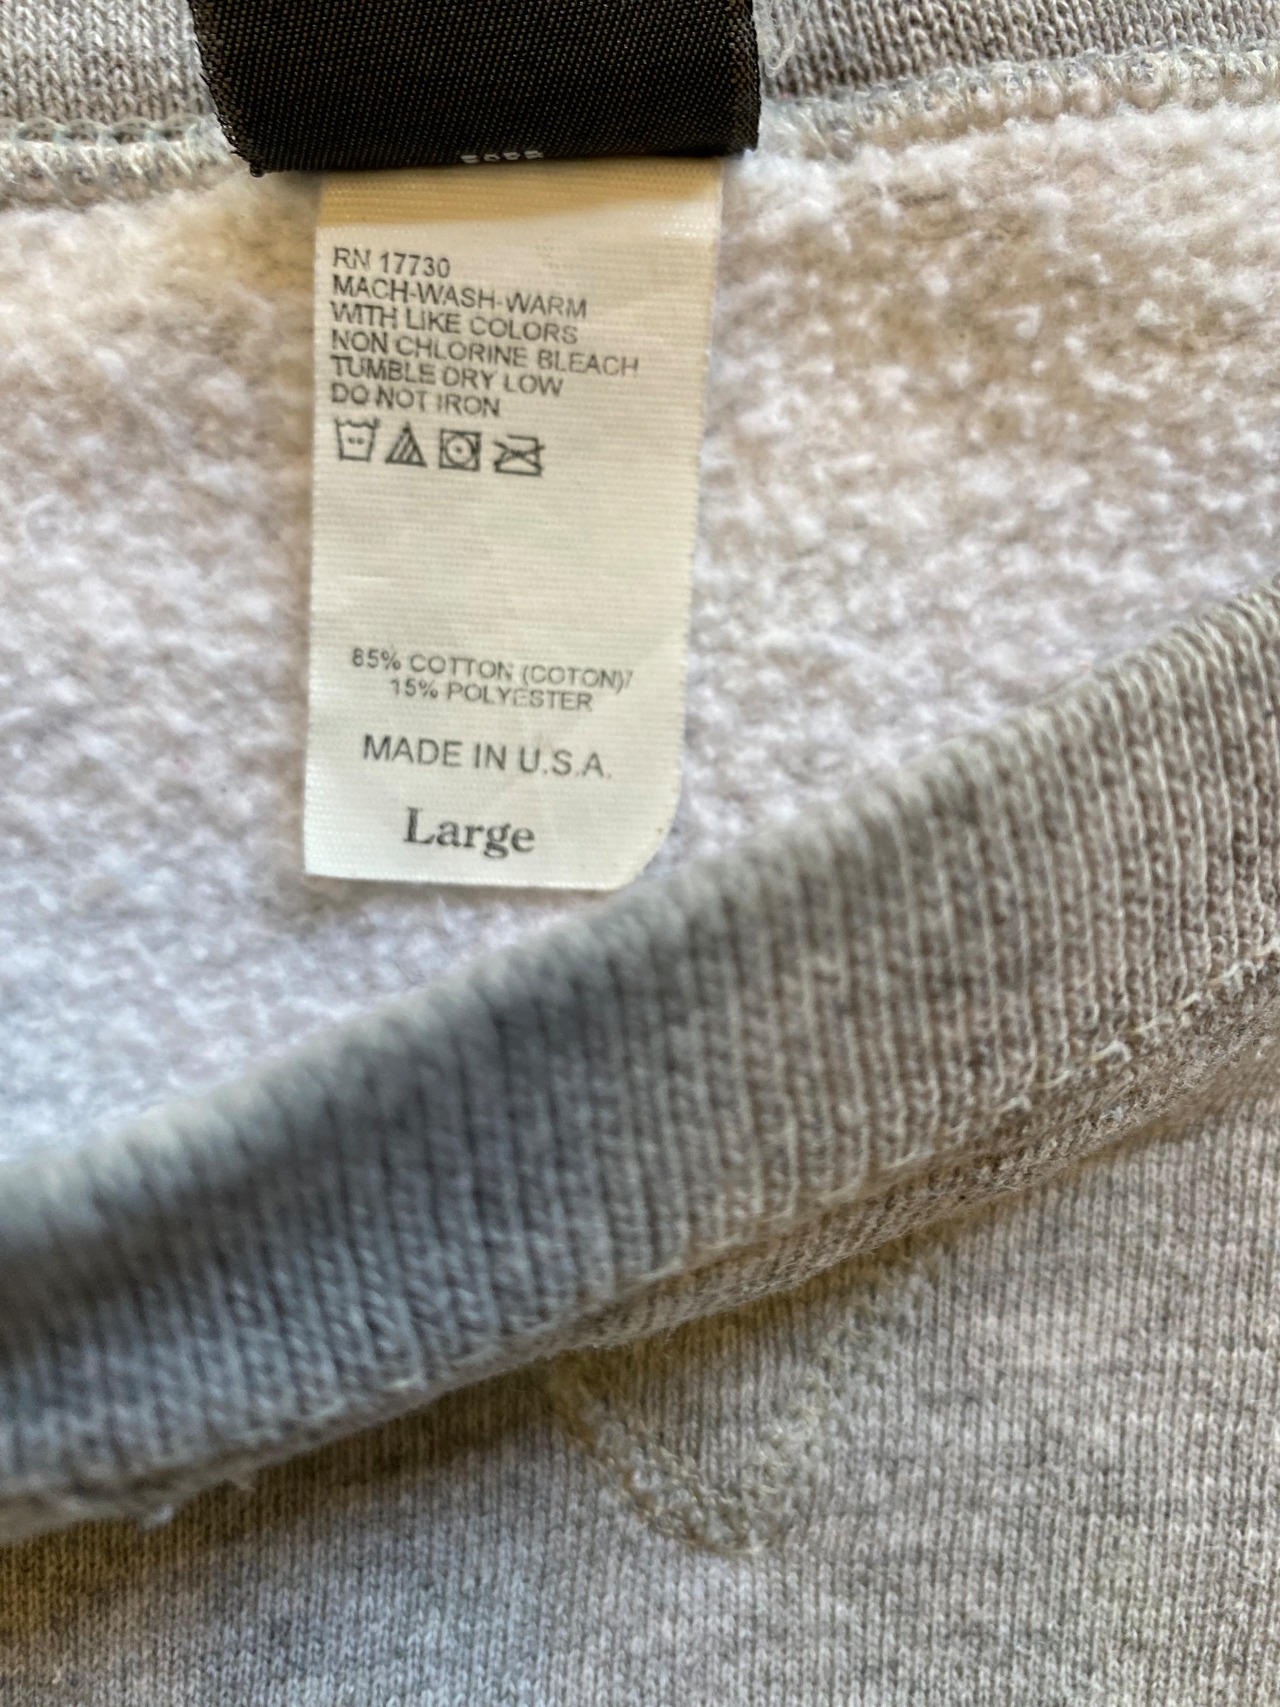 RN 17730
MACH-WASH-WARM
WITH LIKE COLORS
NON CHLORINE BLEACH
TUMBLE DRY LOW
DO NOT IRON
85% COTTON (COTON)/
15% POLYESTER
MADE IN U.S.A.
Large